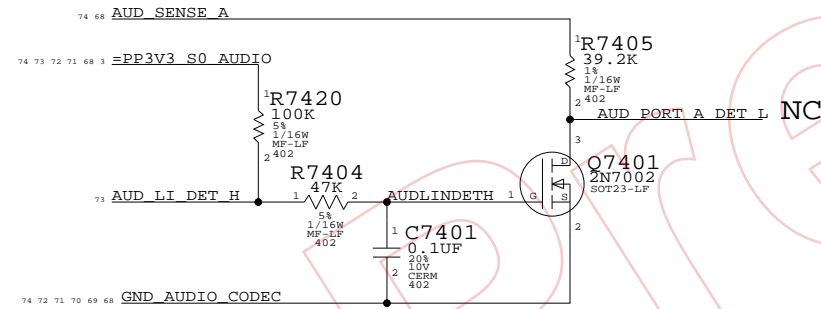 74 68 AUD_SENSE_A
74 73 72 71 68 3 =PP3V3_S0_AUDIO
1 R7405
39.2K
1%
1/16W
MF-LF
402
2
1 R7420
100K
5%
1/16W
MF-LF
402
2
AUD_PORT_A_DET_L NC
3
D
Q7401
2N7002
SOT23-LF
G
S
1
2
R7404
47K
1 2
5%
1/16W
MF-LF
402
73 AUD_LI_DET_H
AUDLINDETH
1 C7401
0.1UF
20%
10V
CERM
402
2
74 72 71 70 69 68 GND_AUDIO_CODEC
Pre